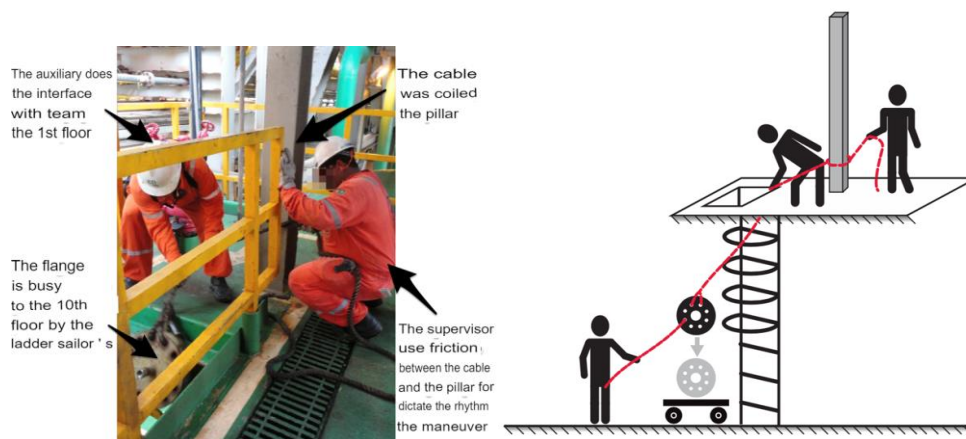 The auxiliary does
the interface
with team
the 1st floor
The cable
was coiled
the pillar
The flange
is busy
to the 10th
floor by the
ladder sailor ' s
The supervisor
use friction
between the cable
and the pillar for
dictate the rhythm
the maneuver